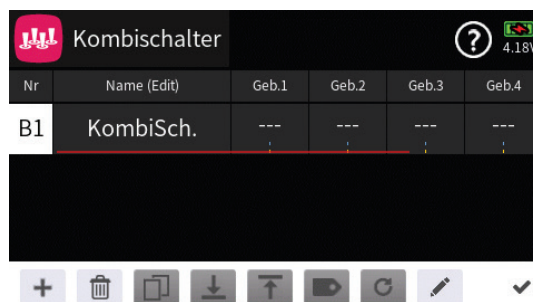 Kombischalter
4.18V
Nr Name (Edit) Geb.1 Geb.2 Geb.3 Geb.4
B1 KombiSch. --- --- --- ---